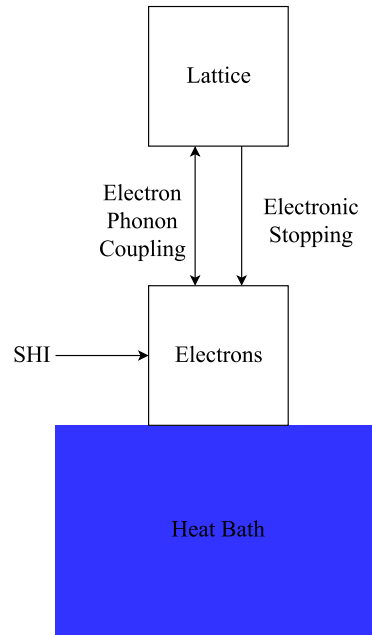 Lattice
Electron
Phonon
Coupling
Electronic
Stopping
SHI
Electrons
Heat Bath